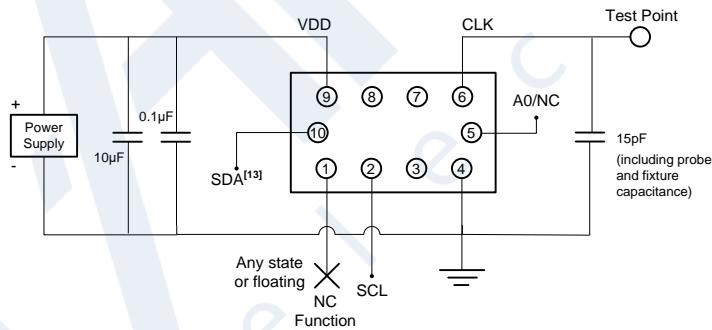 Test Point
VDD
CLK
9
8
7
6
A0/NC
+
Power
Supply
-
10µF
0.1µF
10
5
15pF
(including probe
and fixture
capacitance)
SDA[13]
1
2
3
4
Any state
or floating
NC
Function
SCL